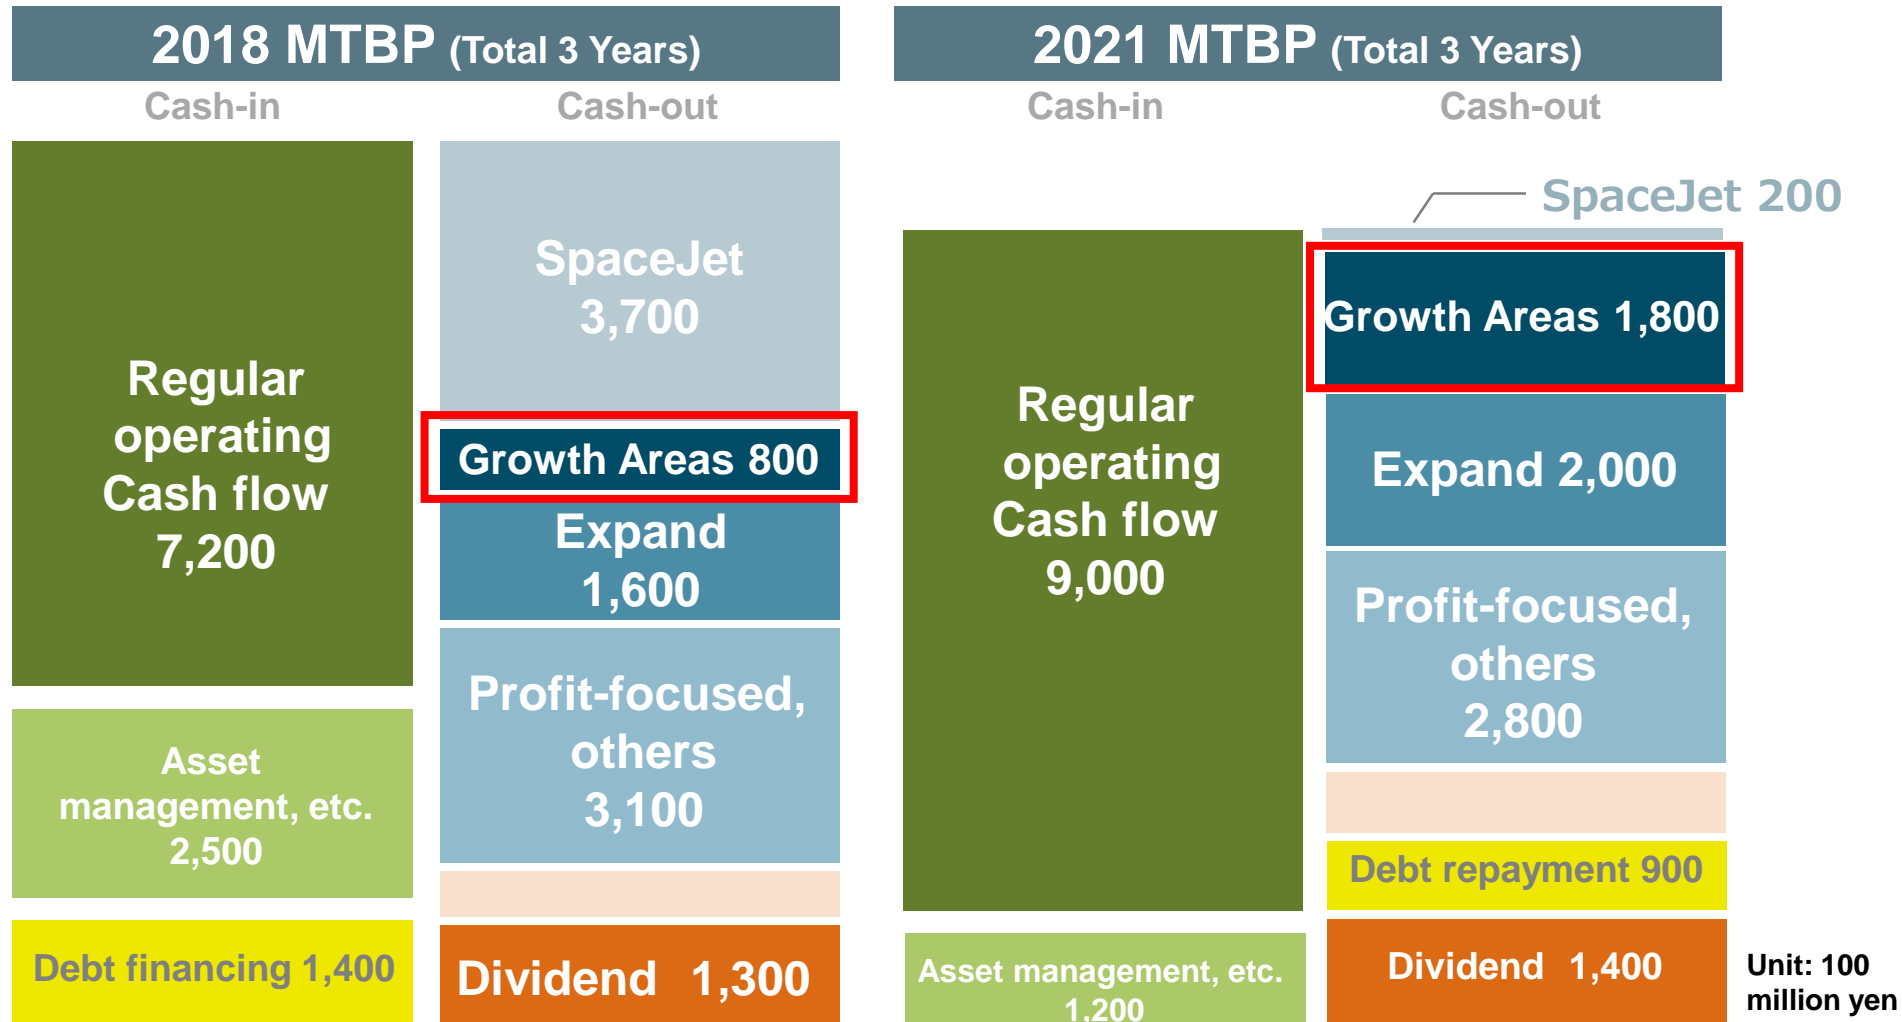 2018 MTBP (Total 3 Years)
Cash-in
Cash-out
Regular
operating
Cash flow
7,200
Asset
management, etc.
2,500
Debt financing 1,400
SpaceJet
3,700
Growth Areas 800
Expand
1,600
Profit-focused,
others
3,100
Dividend 1,300
2021 MTBP (Total 3 Years)
Cash-in
Cash-out
Regular
operating
Cash flow
9,000
Asset management, etc.
1,200
SpaceJet 200
Growth Areas 1,800
Expand 2,000
Profit-focused,
others
2,800
Debt repayment 900
Dividend 1,400
Unit: 100
million yen